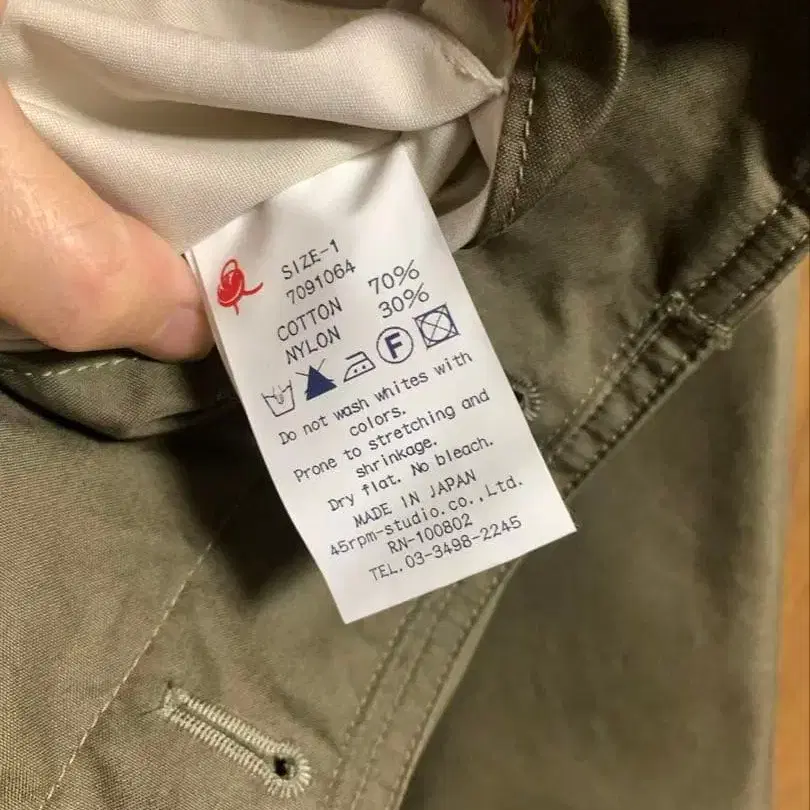 SIZE-1
7091064
COTTON 70%
NYLON 30%
F
Do not wash whites with
colors.
Prone to stretching and
shrinkage.
Dry flat. No bleach.
MADE IN JAPAN
45rpm-studio.co.,Ltd.
RN-100802
TEL.03-3498-2245